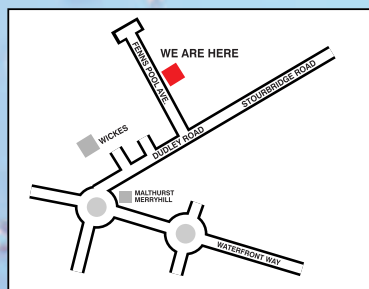 WE ARE HERE
FENNS POOL AVE.
STOURBRIDGE ROAD
WICKES
DUDLEY ROAD
MALTHURST
MERRYHILL
WATERFRONT WAY